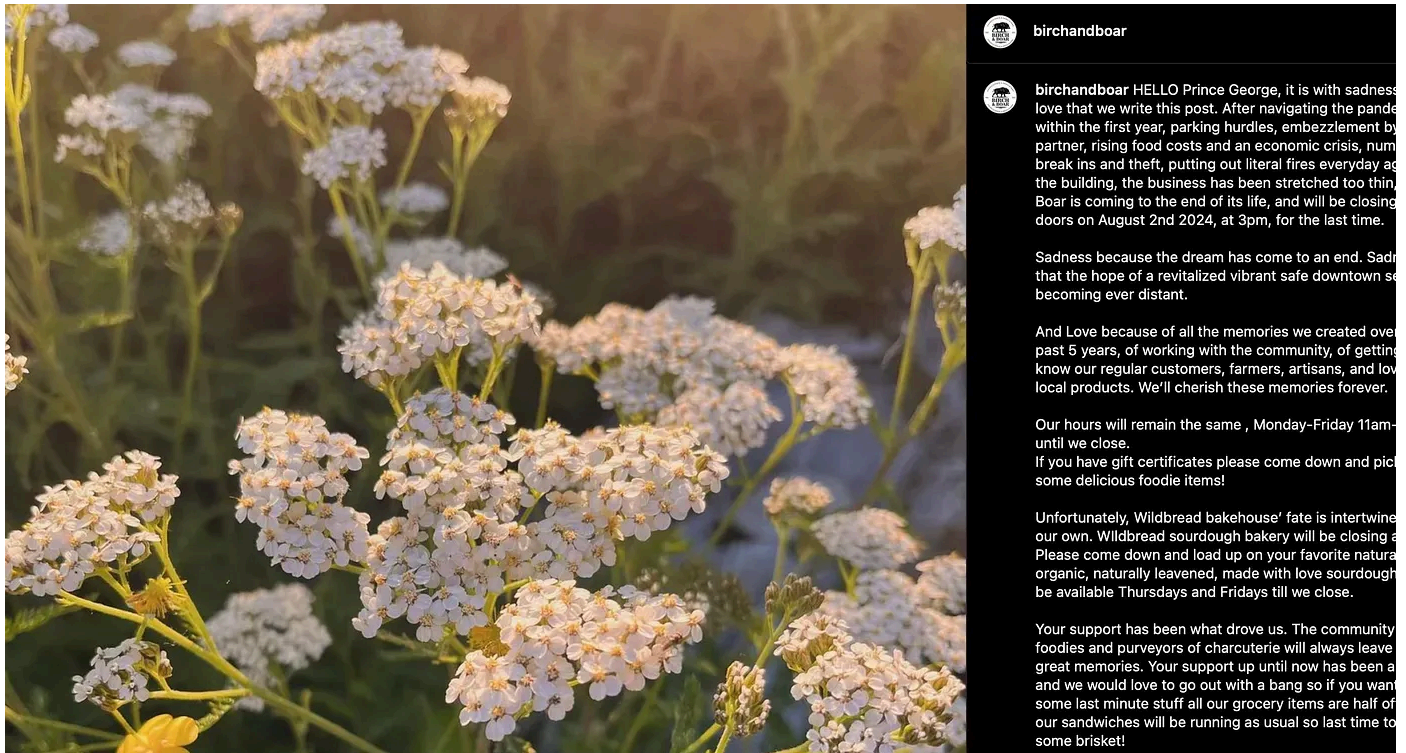 birchandboar
birchandboar HELLO Prince George, it is with sadness
love that we write this post. After navigating the
within the first year, parking hurdles, embezzlement
partner, rising food costs and an economic crisis,
break ins and theft, putting out literal fires everyday
the building, the business has been stretched too thin,
Boar is coming to the end of its life, and will be closing
doors on August 2nd 2024, at 3pm, for the last time.
Sadness because the dream has come to an end.
that the hope of a revitalized vibrant safe downtown
becoming ever distant.
And Love because of all the memories we created over
past 5 years, of working with the community, of getting
know our regular customers, farmers, artisans, and
local products. We'll cherish these memories forever.
Our hours will remain the same , Monday-Friday 11am-
until we close.
If you have gift certificates please come down and
some delicious foodie items!
Unfortunately, Wildbread bakehouse' fate is
our own. WIldbread sourdough bakery will be closing
Please come down and load up on your favorite
organic, naturally leavened, made with love sourdough
be available Thursdays and Fridays till we close.
Your support has been what drove us. The community
foodies and purveyors of charcuterie will always leave
great memories. Your support up until now has been a
and we would love to go out with a bang so if you want
some last minute stuff all our grocery items are half
our sandwiches will be running as usual so last time to
some brisket!
BIRCH
& BOAR
BIRCH
& BOAR